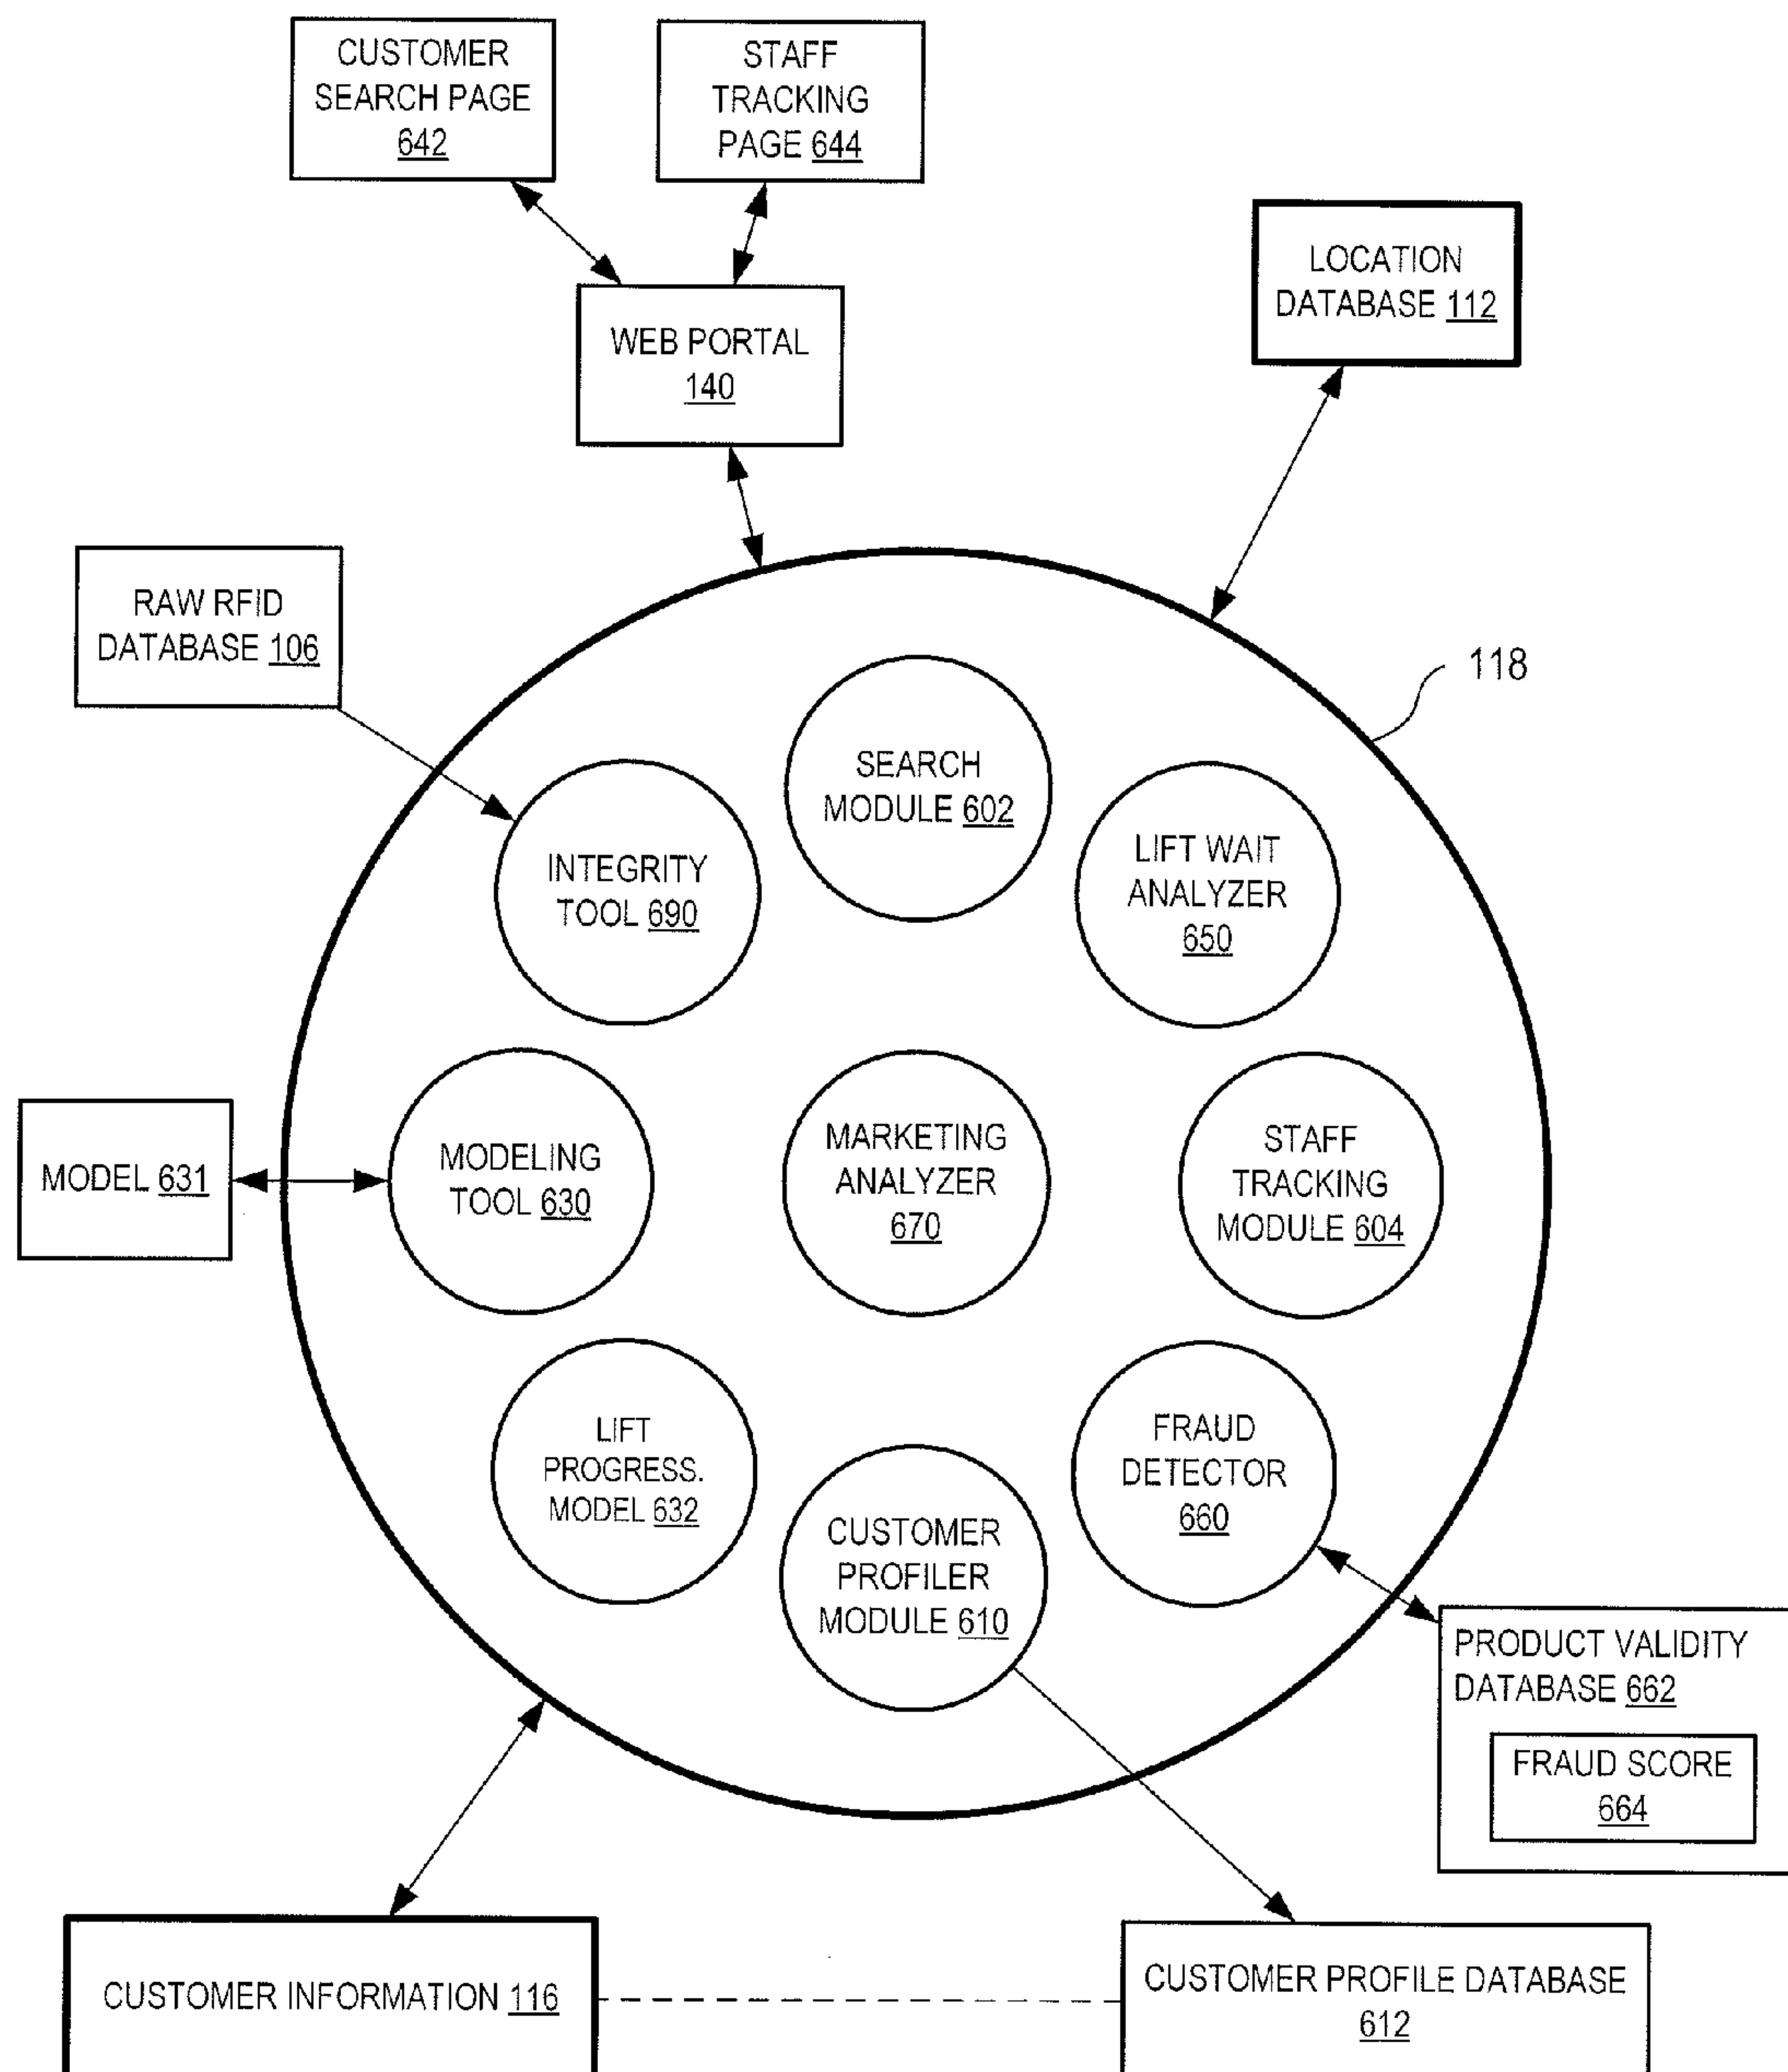 CUSTOMER
SEARCH PAGE
642
STAFF
TRACKING
PAGE 644
LOCATION
DATABASE 112
WEB PORTAL
140
RAW RFID
DATABASE 106
118
SEARCH
MODULE 602
LIFT WAIT
ANALYZER
650
INTEGRITY
TOOL 690
MODEL 631
MODELING
TOOL 630
MARKETING
ANALYZER
670
STAFF
TRACKING
MODULE 604
LIFT
PROGRESS.
MODEL 632
FRAUD
DETECTOR
660
CUSTOMER
PROFILER
MODULE 610
PRODUCT VALIDITY
DATABASE 662
FRAUD SCORE
664
CUSTOMER INFORMATION 116
CUSTOMER PROFILE DATABASE
612